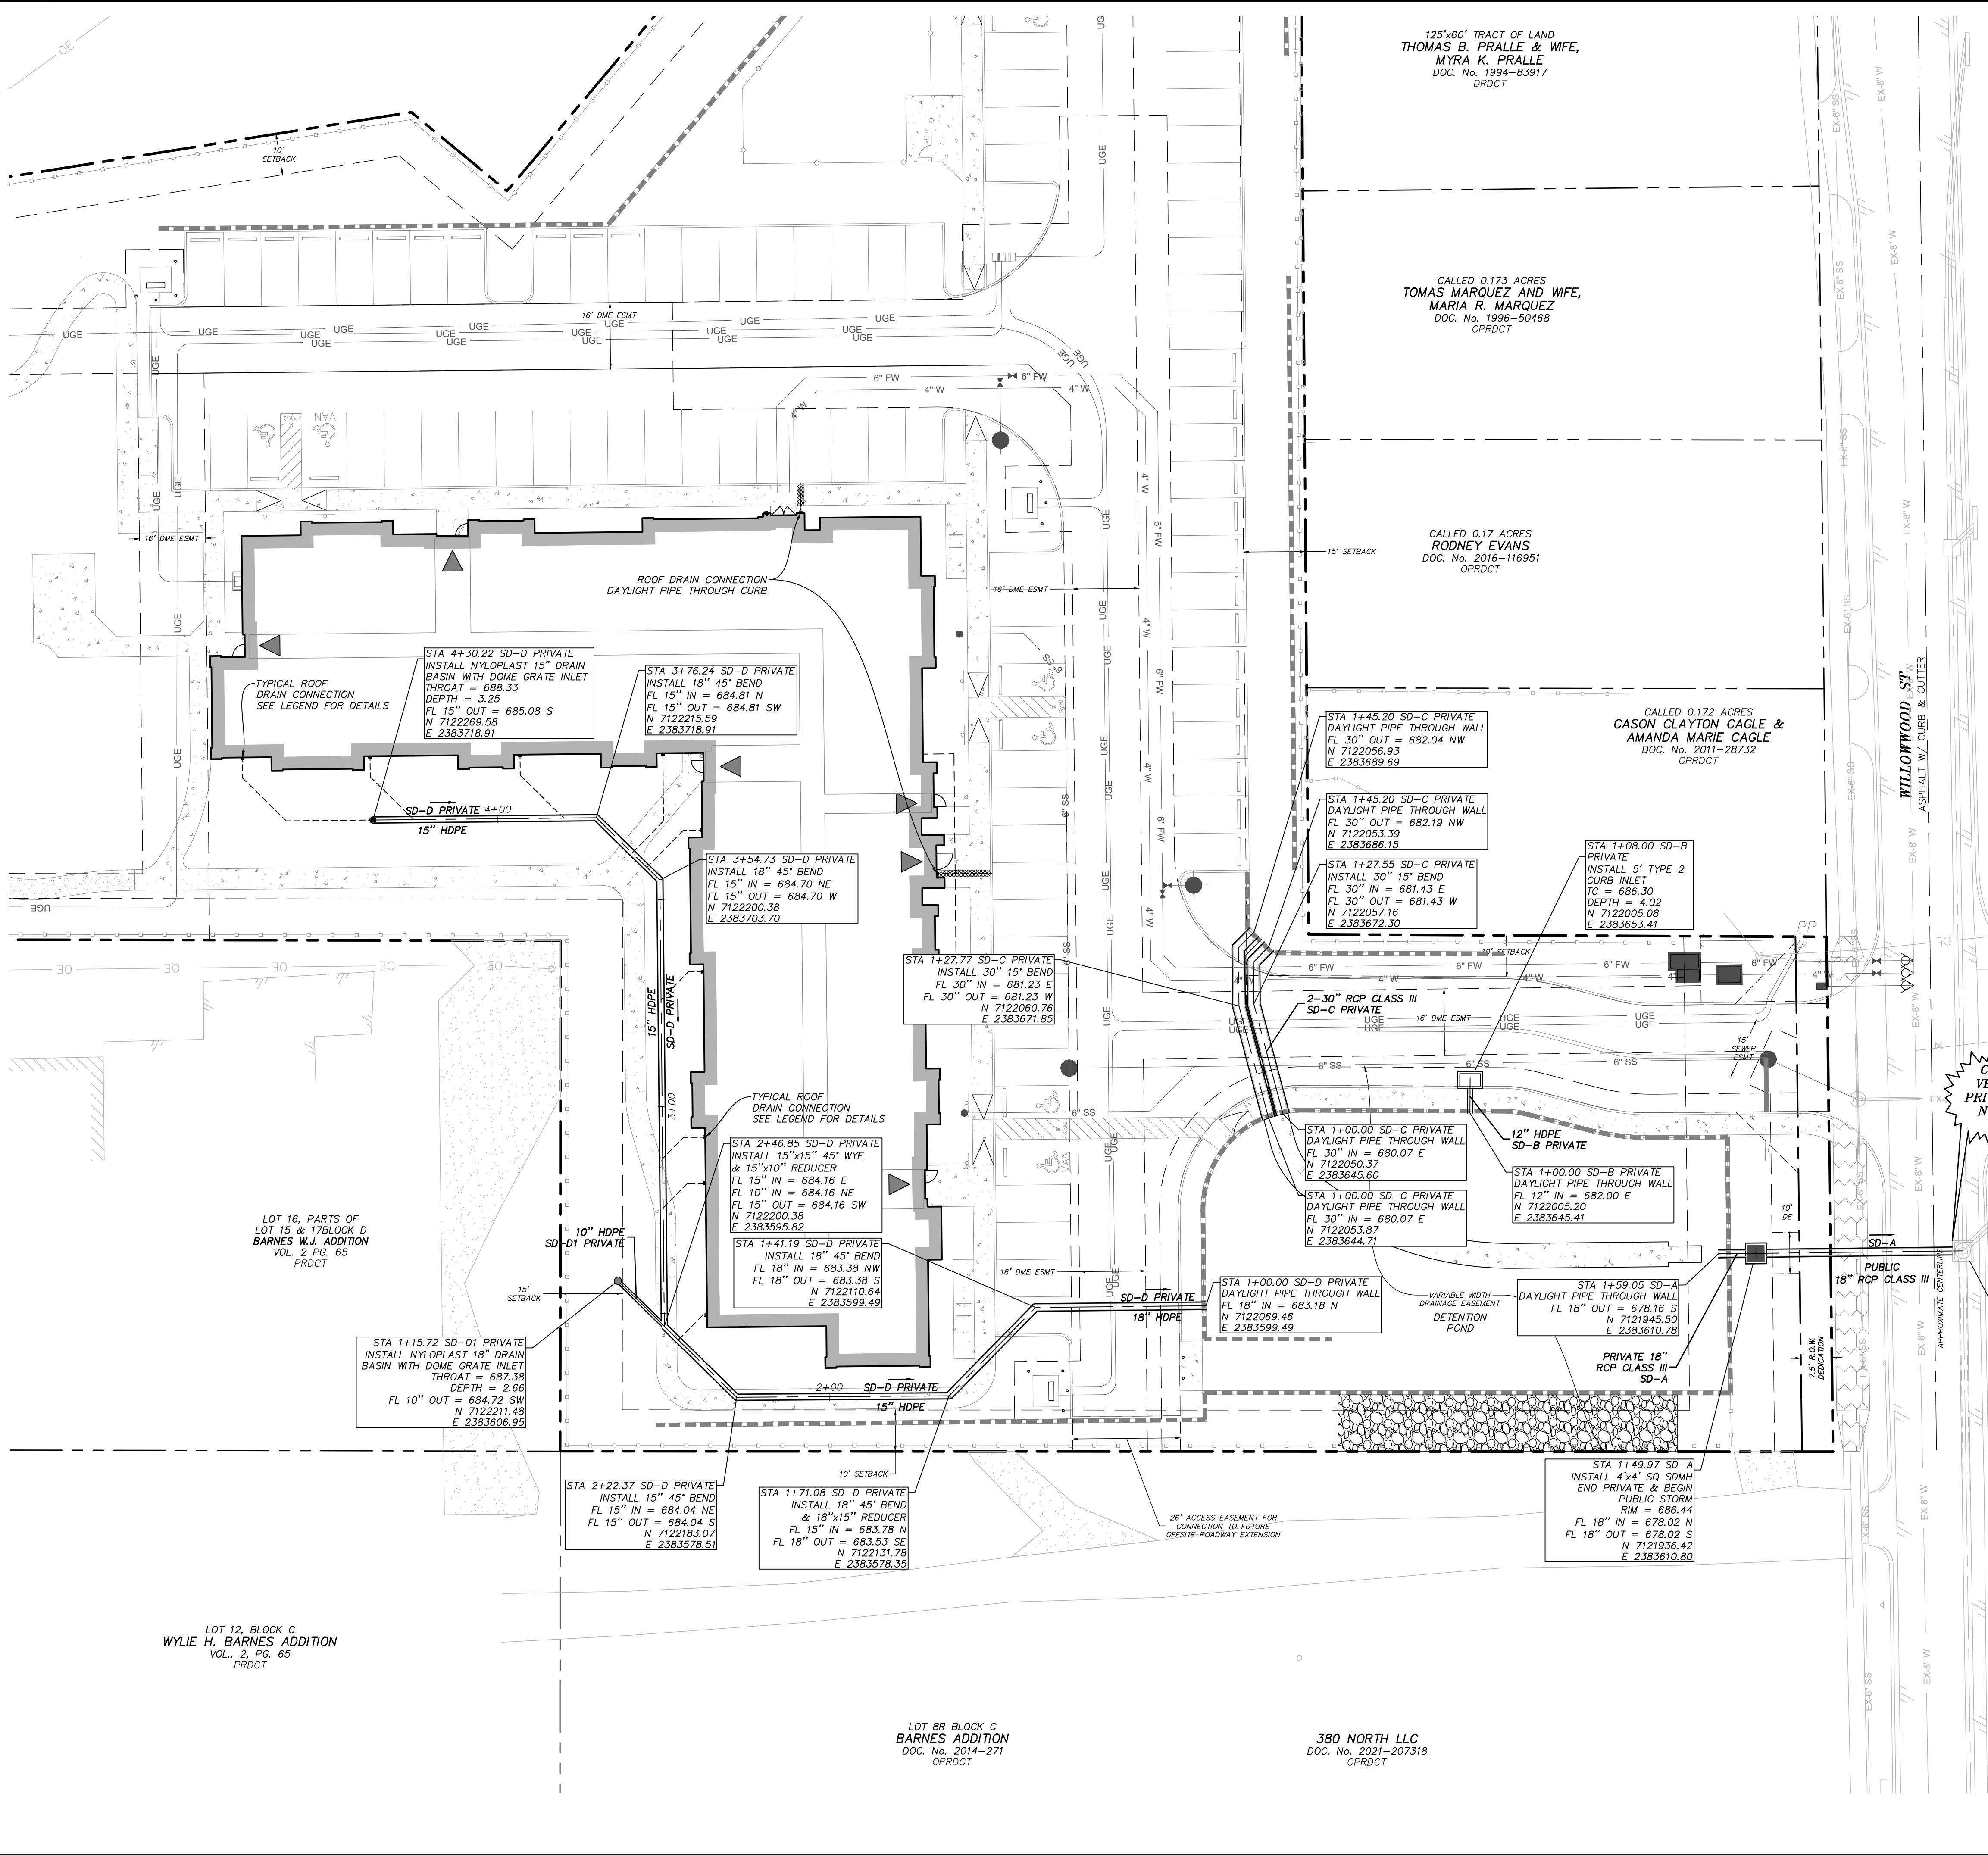 125'x60' TRACT OF LAND
THOMAS B. PRALLE & WIFE,
MYRA K. PRALLE
DOC. No. 1994-83917
DRDCT
CALLED 0.173 ACRES
TOMAS MARQUEZ AND WIFE,
MARIA R. MARQUEZ
DOC. No. 1996-50468
OPRDCT
CALLED 0.17 ACRES
RODNEY EVANS
DOC. No. 2016-116951
OPRDCT
CALLED 0.172 ACRES
CASON CLAYTON CAGLE &
AMANDA MARIE CAGLE
DOC. No. 2011-28732
OPRDCT
WILLOWWOOD ST
ASPHALT W/ CURB & GUTTER
OE
10'
SETBACK
16' DME ESMT
UGE
6" FW
4" W
VAN
16' DME ESMT
15' SETBACK
16' DME ESMT
ROOF DRAIN CONNECTION
DAYLIGHT PIPE THROUGH CURB
6" SS
TYPICAL ROOF
DRAIN CONNECTION
SEE LEGEND FOR DETAILS
STA 4+30.22 SD-D PRIVATE
INSTALL NYLOPLAST 15" DRAIN
BASIN WITH DOME GRATE INLET
THROAT = 688.33
DEPTH = 3.25
FL 15" OUT = 685.08 S
N 7122269.58
E 2383718.91
STA 3+76.24 SD-D PRIVATE
INSTALL 18" 45° BEND
FL 15" IN = 684.81 N
FL 15" OUT = 684.81 SW
N 7122215.59
E 2383718.91
SD-D PRIVATE 4+00
15" HDPE
STA 3+54.73 SD-D PRIVATE
INSTALL 18" 45° BEND
FL 15" IN = 684.70 NE
FL 15" OUT = 684.70 W
N 7122200.38
E 2383703.70
STA 1+45.20 SD-C PRIVATE
DAYLIGHT PIPE THROUGH WALL
FL 30" OUT = 682.04 NW
N 7122056.93
E 2383689.69
STA 1+45.20 SD-C PRIVATE
DAYLIGHT PIPE THROUGH WALL
FL 30" OUT = 682.19 NW
N 7122053.39
E 2383686.15
STA 1+27.55 SD-C PRIVATE
INSTALL 30" 15° BEND
FL 30" IN = 681.43 E
FL 30" OUT = 681.43 W
N 7122057.16
E 2383672.30
STA 1+08.00 SD-B
PRIVATE
INSTALL 5' TYPE 2
CURB INLET
TC = 686.30
DEPTH = 4.02
N 7122005.08
E 2383653.41
STA 1+27.77 SD-C PRIVATE
INSTALL 30" 15° BEND
FL 30" IN = 681.23 E
FL 30" OUT = 681.23 W
N 7122060.76
E 2383671.85
10' SETBACK
PP
2-30" RCP CLASS III
SD-C PRIVATE
16' DME ESMT
15'
SEWER
ESMT
15" HDPE
SD-D PRIVATE
3+00
TYPICAL ROOF
DRAIN CONNECTION
SEE LEGEND FOR DETAILS
STA 2+46.85 SD-D PRIVATE
INSTALL 15"x15" 45° WYE
& 15"x10" REDUCER
FL 15" IN = 684.16 E
FL 10" IN = 684.16 NE
FL 15" OUT = 684.16 SW
N 7122200.38
E 2383595.82
STA 1+41.19 SD-D PRIVATE
INSTALL 18" 45° BEND
FL 18" IN = 683.38 NW
FL 18" OUT = 683.38 S
N 7122110.64
E 2383599.49
STA 1+00.00 SD-C PRIVATE
DAYLIGHT PIPE THROUGH WALL
FL 30" IN = 680.07 E
N 7122050.37
E 2383645.60
STA 1+00.00 SD-C PRIVATE
DAYLIGHT PIPE THROUGH WALL
FL 30" IN = 680.07 E
N 7122053.87
E 2383644.71
12" HDPE
SD-B PRIVATE
STA 1+00.00 SD-B PRIVATE
DAYLIGHT PIPE THROUGH WALL
FL 12" IN = 682.00 E
N 7122005.20
E 2383645.41
10'
DE
LOT 16, PARTS OF
LOT 15 & 17BLOCK D
BARNES W.J. ADDITION
VOL. 2 PG. 65
PRDCT
10" HDPE
SD-D1 PRIVATE
15'
SETBACK
16' DME ESMT
SD-D PRIVATE
18" HDPE
STA 1+00.00 SD-D PRIVATE
DAYLIGHT PIPE THROUGH WALL
FL 18" IN = 683.18 N
N 7122069.46
E 2383599.49
VARIABLE WIDTH
DRAINAGE EASEMENT
DETENTION
POND
STA 1+59.05 SD-A
DAYLIGHT PIPE THROUGH WALL
FL 18" OUT = 678.16 S
N 7121945.50
E 2383610.78
SD-A
PUBLIC
18" RCP CLASS III
APPROXIMATE CENTERLINE
PRIVATE 18"
RCP CLASS III
SD-A
7.5' R.O.W.
DEDICATION
STA 1+15.72 SD-D1 PRIVATE
INSTALL NYLOPLAST 18" DRAIN
BASIN WITH DOME GRATE INLET
THROAT = 687.38
DEPTH = 2.66
FL 10" OUT = 684.72 SW
N 7122211.48
E 2383606.95
2+00
SD-D PRIVATE
15" HDPE
10' SETBACK
STA 2+22.37 SD-D PRIVATE
INSTALL 15" 45° BEND
FL 15" IN = 684.04 NE
FL 15" OUT = 684.04 S
N 7122183.07
E 2383578.51
STA 1+71.08 SD-D PRIVATE
INSTALL 18" 45° BEND
& 18"x15" REDUCER
FL 15" IN = 683.78 N
FL 18" OUT = 683.53 SE
N 7122131.78
E 2383578.35
26' ACCESS EASEMENT FOR
CONNECTION TO FUTURE
OFFSITE ROADWAY EXTENSION
STA 1+49.97 SD-A
INSTALL 4'x4' SQ SDMH
END PRIVATE & BEGIN
PUBLIC STORM
RIM = 686.44
FL 18" IN = 678.02 N
FL 18" OUT = 678.02 S
N 7121936.42
E 2383610.80
EX-6" SS
EX-8" W
LOT 12, BLOCK C
WYLIE H. BARNES ADDITION
VOL.. 2, PG. 65
PRDCT
LOT 8R BLOCK C
BARNES ADDITION
DOC. No. 2014-271
OPRDCT
380 NORTH LLC
DOC. No. 2021-207318
OPRDCT